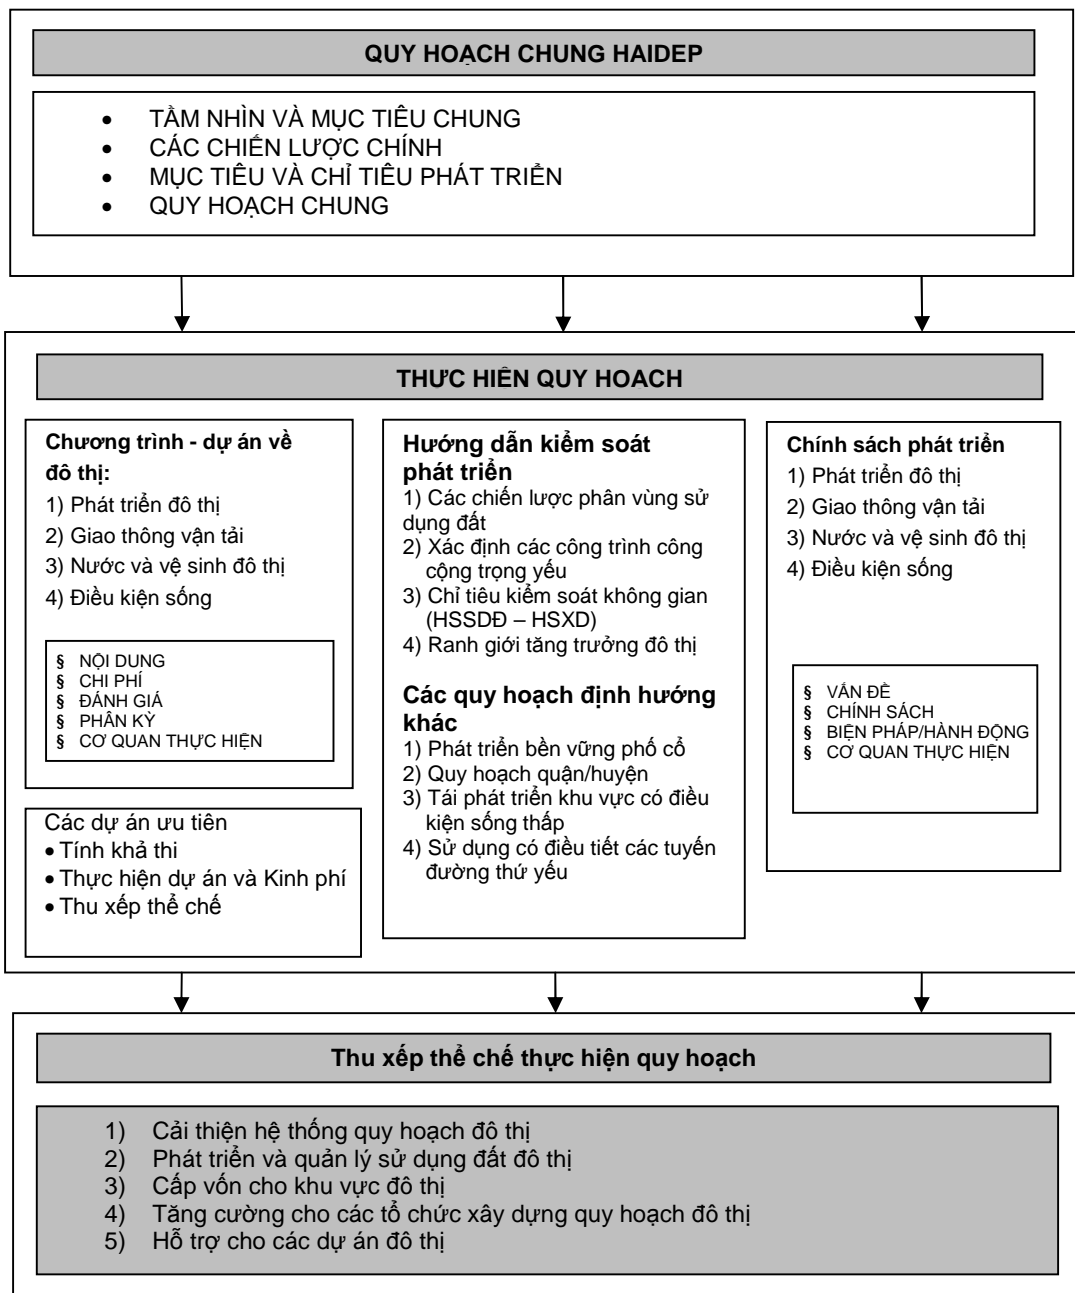 QUY HOẠCH CHUNG HAIDEP
• TẦM NHÌN VÀ MỤC TIÊU CHUNG
• CÁC CHIẾN LƯỢC CHÍNH
• MỤC TIÊU VÀ CHỈ TIÊU PHÁT TRIỂN
• QUY HOẠCH CHUNG
THỰC HIỆN QUY HOẠCH
Chương trình - dự án về
đô thị:
1) Phát triển đô thị
2) Giao thông vận tải
3) Nước và vệ sinh đô thị
4) Điều kiện sống
§ NỘI DUNG
§ CHI PHÍ
§ ĐÁNH GIÁ
§ PHÂN KỲ
§ CƠ QUAN THỰC HIỆN
Các dự án ưu tiên
• Tính khả thi
• Thực hiện dự án và Kinh phí
• Thu xếp thể chế
Hướng dẫn kiểm soát
phát triển
1) Các chiến lược phân vùng sử
dụng đất
2) Xác định các công trình công
cộng trọng yếu
3) Chỉ tiêu kiểm soát không gian
(HSSDĐ – HSXD)
4) Ranh giới tăng trưởng đô thị
Các quy hoạch định hướng
khác
1) Phát triển bền vững phố cổ
2) Quy hoạch quận/huyện
3) Tái phát triển khu vực có điều
kiện sống thấp
4) Sử dụng có điều tiết các tuyến
đường thứ yếu
Chính sách phát triển
1) Phát triển đô thị
2) Giao thông vận tải
3) Nước và vệ sinh đô thị
4) Điều kiện sống
§ VẤN ĐỀ
§ CHÍNH SÁCH
§ BIỆN PHÁP/HÀNH ĐỘNG
§ CƠ QUAN THỰC HIỆN
Thu xếp thể chế thực hiện quy hoạch
1) Cải thiện hệ thống quy hoạch đô thị
2) Phát triển và quản lý sử dụng đất đô thị
3) Cấp vốn cho khu vực đô thị
4) Tăng cường cho các tổ chức xây dựng quy hoạch đô thị
5) Hỗ trợ cho các dự án đô thị